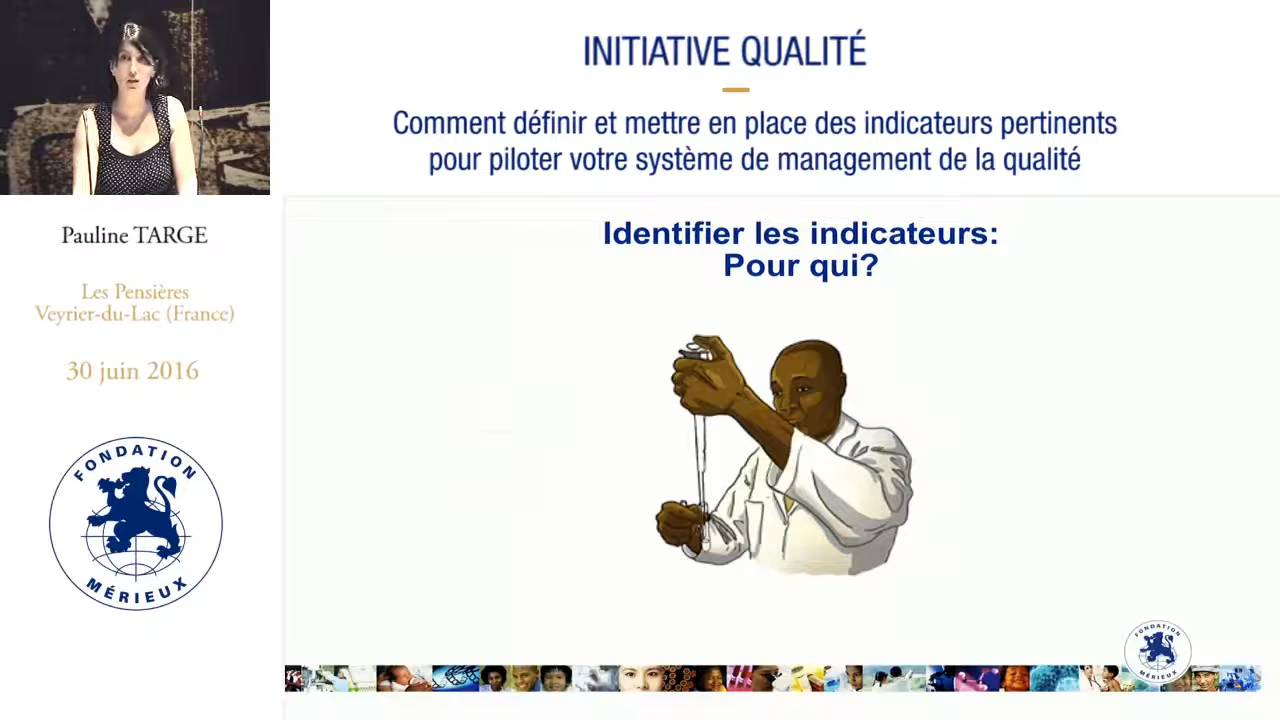 INITIATIVE QUALITÉ
Comment définir et mettre en place des indicateurs pertinents
pour piloter votre système de management de la qualité
Pauline TARGE
Les Pensières
Veyrier-du-Lac (France)
30 juin 2016
FONDATION
MÉRIEUX
Identifier les indicateurs:
Pour qui?
FONDATION
MÉRIEUX